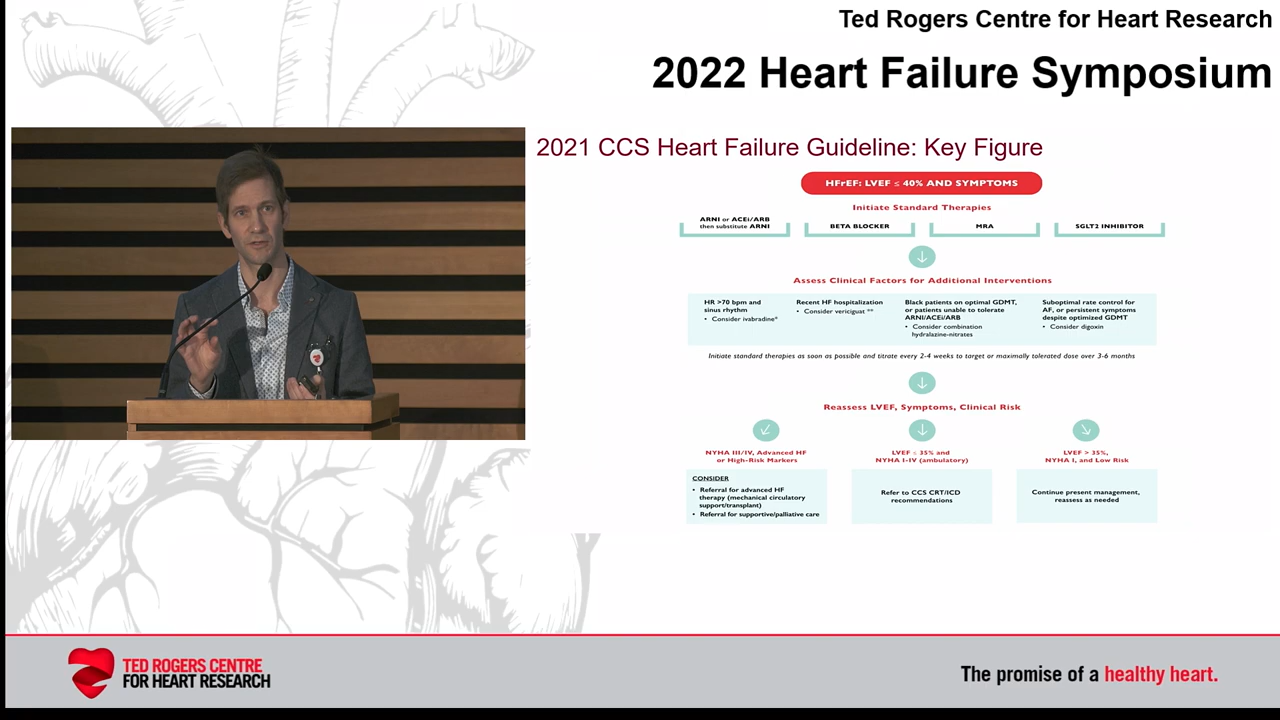 Ted Rogers Centre for Heart Research
2022 Heart Failure Symposium
2021 CCS Heart Failure Guideline: Key Figure
HFrEF: LVEF ≤ 40% AND SYMPTOMS
Initiate Standard Therapies
ARNI or ACEi/ARB
then substitute ARNI
BETA BLOCKER
MRA
SGLT2 INHIBITOR
Assess Clinical Factors for Additional Interventions
HR >70 bpm and
sinus rhythm
• Consider ivabradine*
Recent HF hospitalization
• Consider vericiguat **
Black patients on optimal GDMT,
or patients unable to tolerate
ARNI/ACEi/ARB
• Consider combination
hydralazine-nitrates
Suboptimal rate control for
AF, or persistent symptoms
despite optimized GDMT
• Consider digoxin
Initiate standard therapies as soon as possible and titrate every 2-4 weeks to target or maximally tolerated dose over 3-6 months
Reassess LVEF, Symptoms, Clinical Risk
NYHA III/IV, Advanced HF
or High-Risk Markers
CONSIDER
• Referral for advanced HF
therapy (mechanical circulatory
support/transplant)
• Referral for supportive/palliative care
LVEF ≤ 35% and
NYHA I-IV (ambulatory)
Refer to CCS CRT/ICD
recommendations
LVEF > 35%,
NYHA I, and Low Risk
Continue present management,
reassess as needed
TED ROGERS CENTRE
FOR HEART RESEARCH
The promise of a healthy heart.